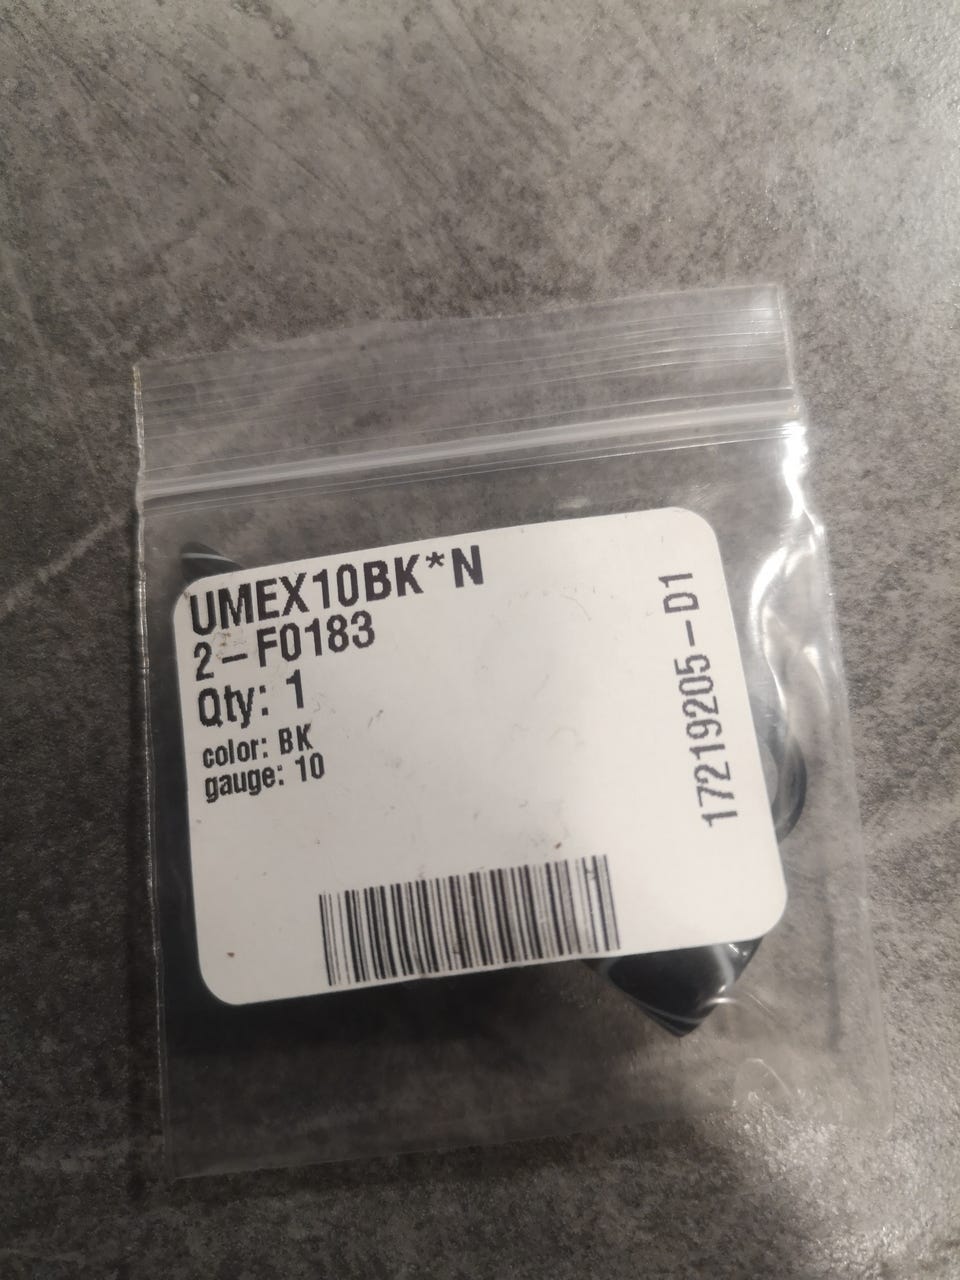 UMEX10BK*N
2-F0183
Qty: 1
color: BK
gauge: 10
17219205-D1